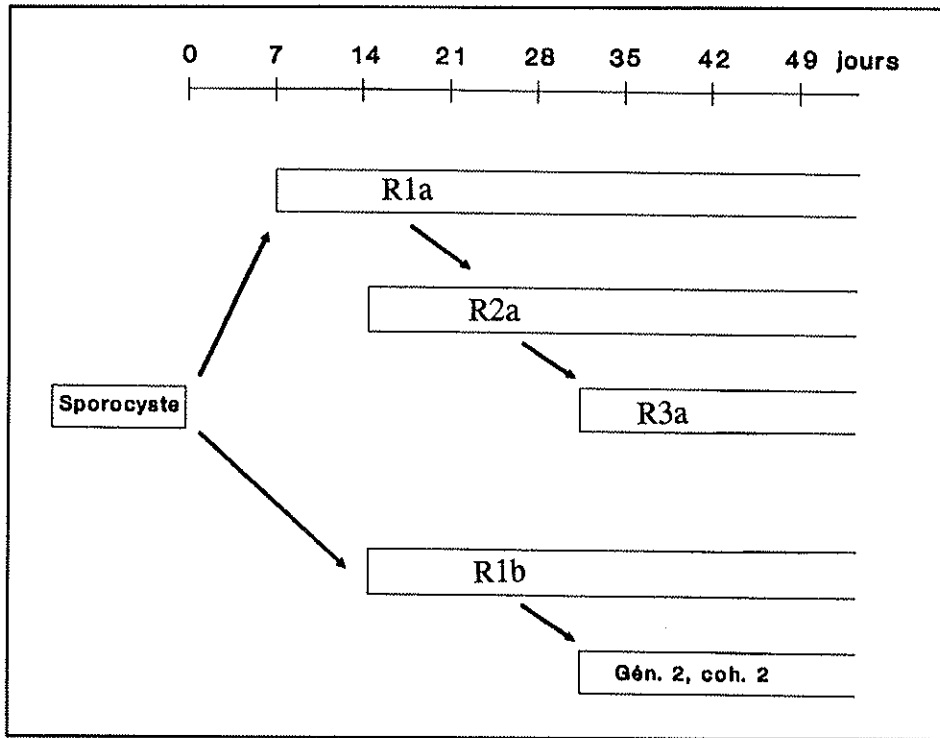 0 7 14 21 28 35 42 49 jours
R1a
R2a
Sporocyste
R3a
R1b
Gén. 2, coh. 2